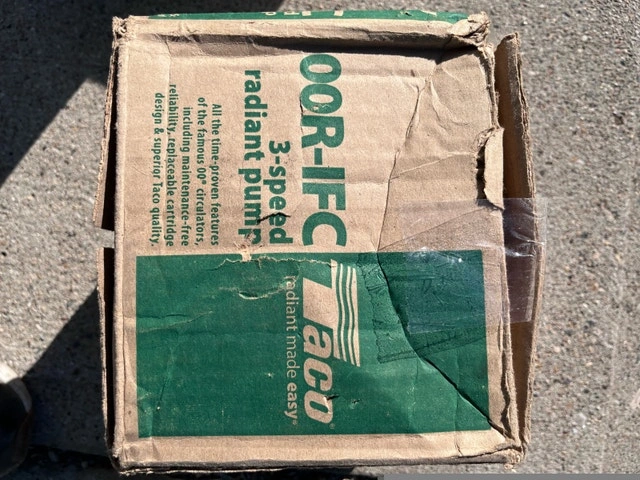 00R-IFC
3-speed
radiant pump
All the time-proven features
of the famous 00® circulators,
including maintenance-free
reliability, replaceable cartridge
design & superior Taco quality.
Taco®
radiant made easy®